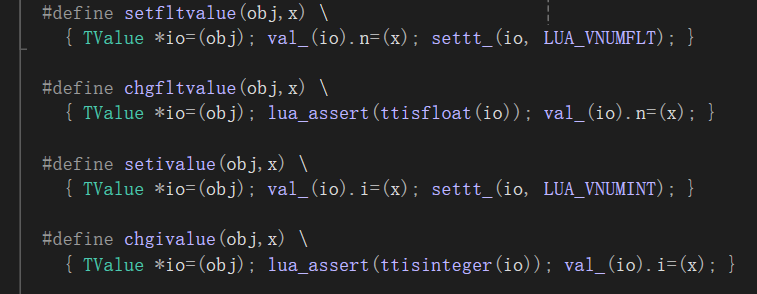 #define setfltvalue(obj,x) \
{ TValue *io=(obj); val_(io).n=(x); settt_(io, LUA_VNUMFLT); }
#define chgfltvalue(obj,x) \
{ TValue *io=(obj); lua_assert(ttisfloat(io)); val_(io).n=(x); }
#define setivalue(obj,x) \
{ TValue *io=(obj); val_(io).i=(x); settt_(io, LUA_VNUMINT); }
#define chgivalue(obj,x) \
{ TValue *io=(obj); lua_assert(ttisinteger(io)); val_(io).i=(x); }